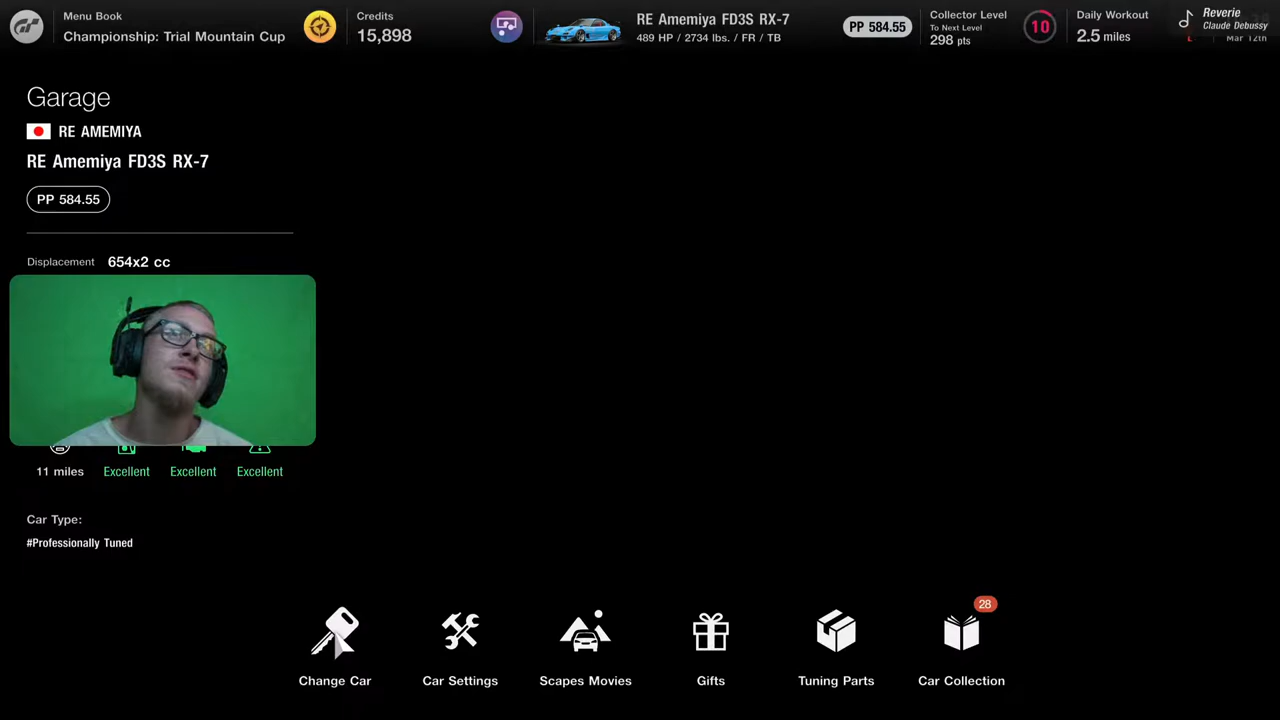 Menu Book
Championship: Trial Mountain Cup
Credits
15,898
RE Amemiya FD3S RX-7
489 HP / 2734 lbs. / FR / TB
PP 584.55
Collector Level
To Next Level
298 pts
10
Daily Workout
2.5 miles
Reverie
Claude Debussy
Mar 12th
Garage
RE AMEMIYA
RE Amemiya FD3S RX-7
PP 584.55
Displacement 654x2 cc
11 miles Excellent Excellent Excellent
Car Type:
#Professionally Tuned
28
Change Car Car Settings Scapes Movies Gifts Tuning Parts Car Collection